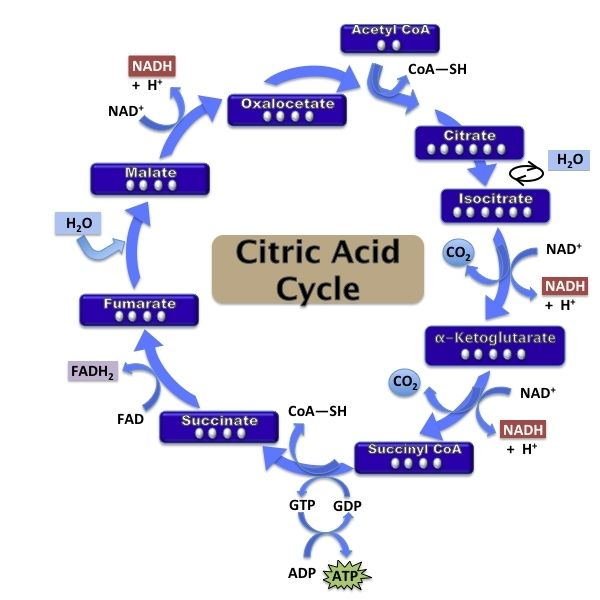 Acetyl CoA
CoA—SH
NADH
+ H⁺
NAD⁺
Oxalocetate
Citrate
H₂O
Malate
Isocitrate
H₂O
Citric Acid
Cycle
CO₂
NAD⁺
NADH
+ H⁺
Fumarate
α-Ketoglutarate
FADH₂
CO₂
NAD⁺
FAD
Succinate
CoA—SH
NADH
+ H⁺
Succinyl CoA
GTP
GDP
ADP
ATP